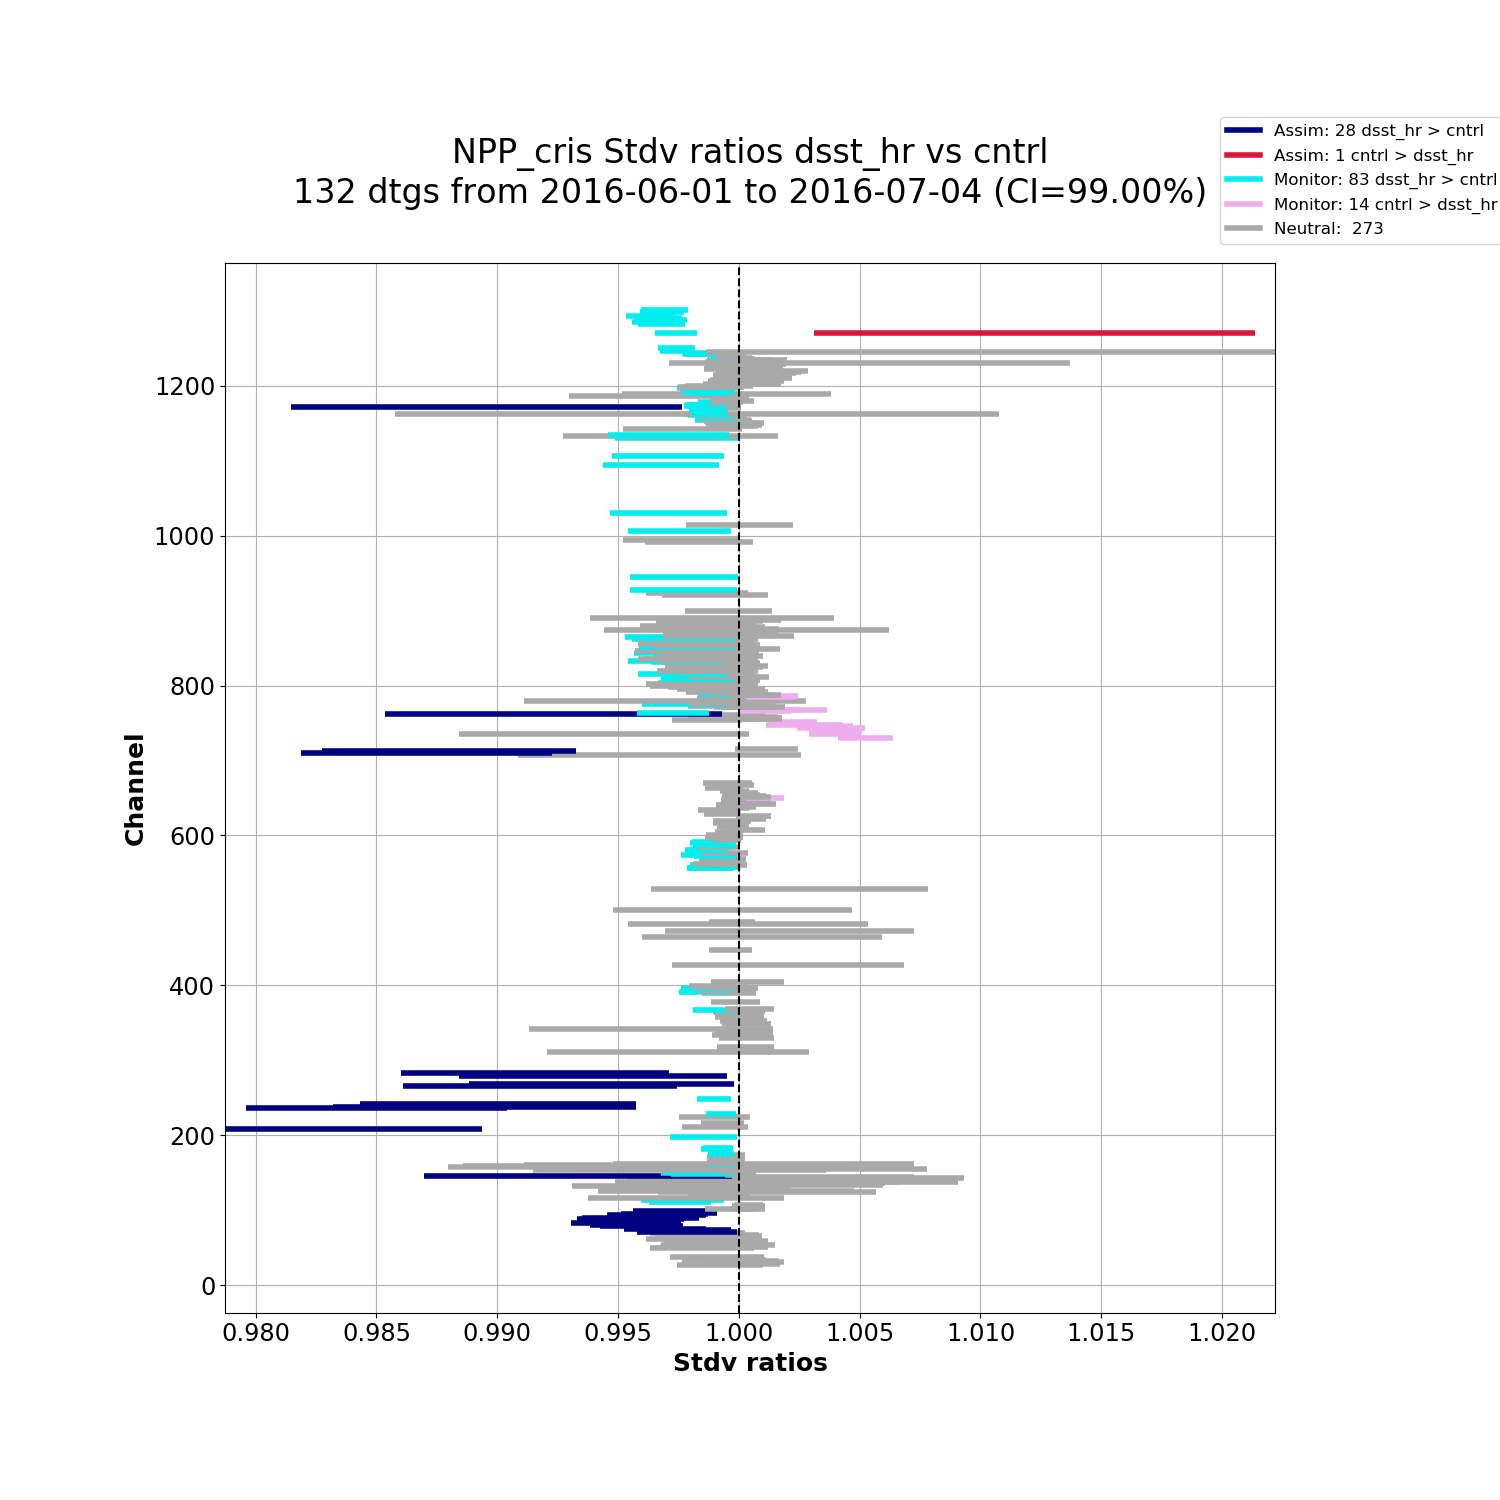 NPP_cris Stdv ratios dsst_hr vs cntrl
132 dtgs from 2016-06-01 to 2016-07-04 (CI=99.00%)
Assim: 28 dsst_hr > cntrl
Assim: 1 cntrl > dsst_hr
Monitor: 83 dsst_hr > cntrl
Monitor: 14 cntrl > dsst_hr
Neutral:  273
1200
1000
800
600
400
200
0
Channel
0.980 0.985 0.990 0.995 1.000 1.005 1.010 1.015 1.020
Stdv ratios